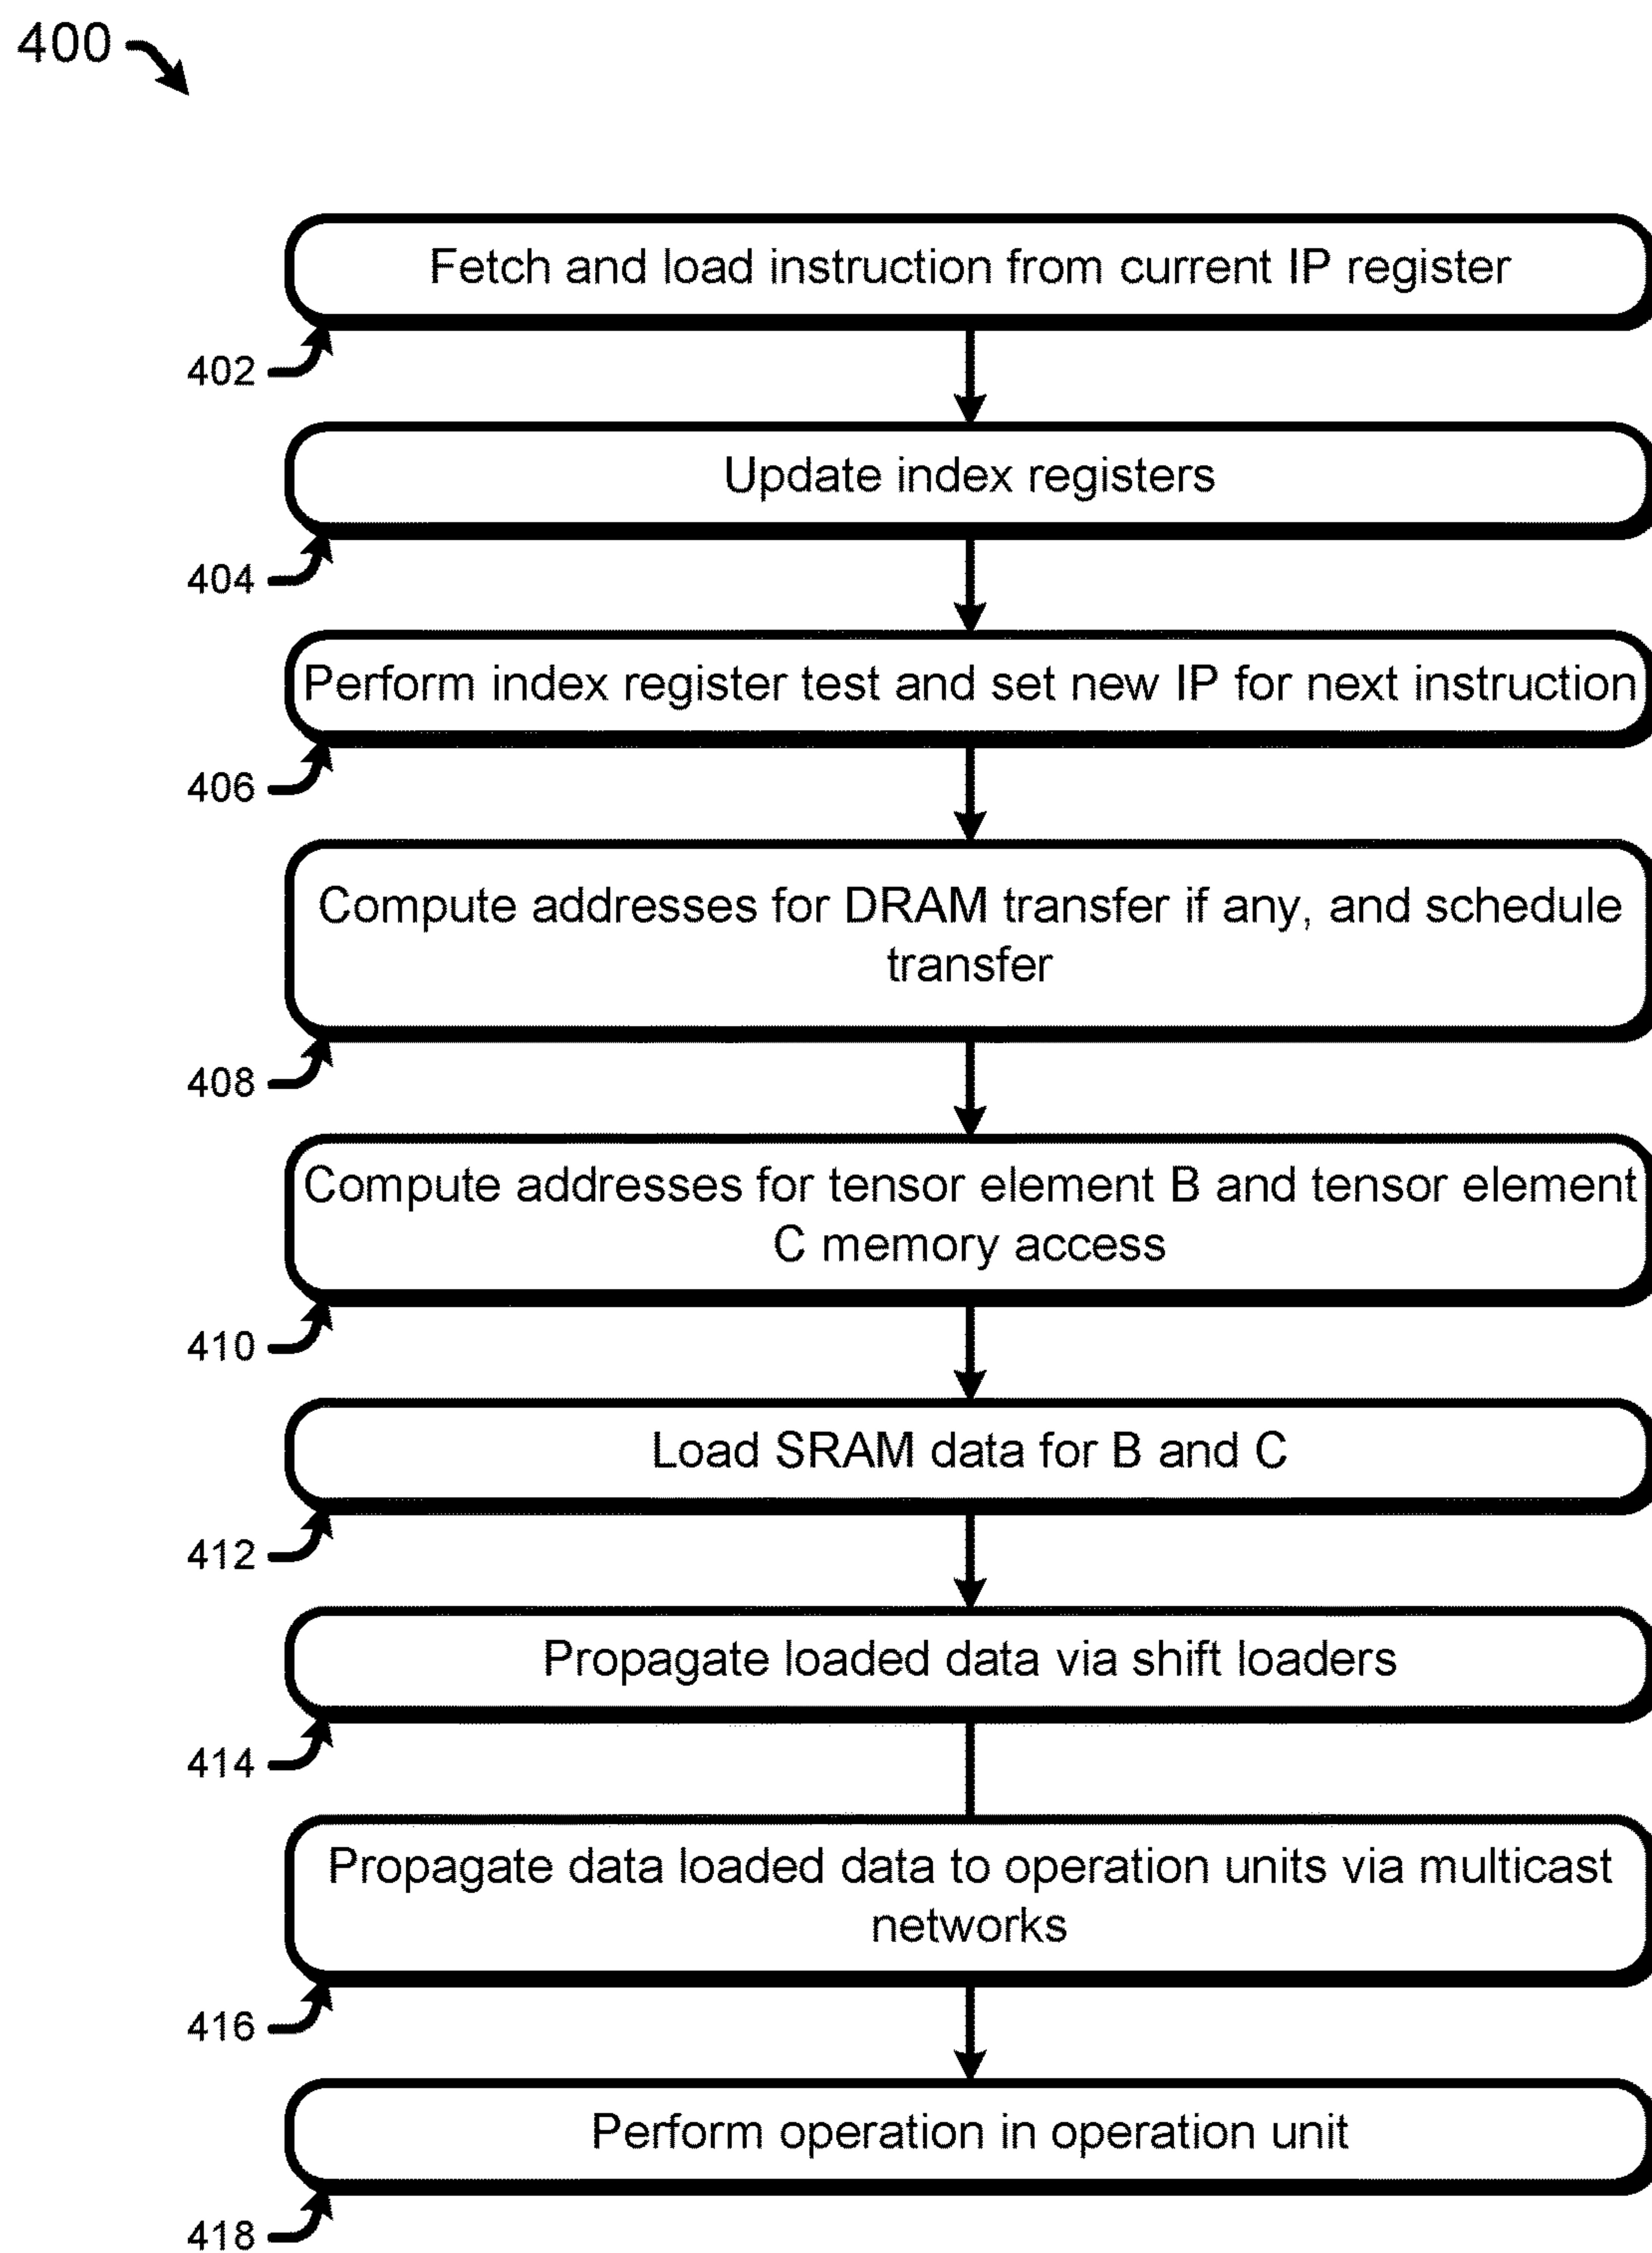 400
Fetch and load instruction from current IP register
402
Update index registers
404
Perform index register test and set new IP for next instruction
406
Compute addresses for DRAM transfer if any, and schedule
transfer
408
Compute addresses for tensor element B and tensor element
C memory access
410
Load SRAM data for B and C
412
Propagate loaded data via shift loaders
414
Propagate data loaded data to operation units via multicast
networks
416
Perform operation in operation unit
418